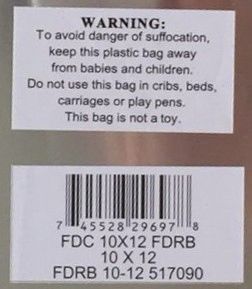 WARNING:
To avoid danger of suffocation,
keep this plastic bag away
from babies and children.
Do not use this bag in cribs, beds,
carriages or play pens.
This bag is not a toy.
7 45528 29697 8
FDC 10X12 FDRB
10 X 12
FDRB 10-12 517090